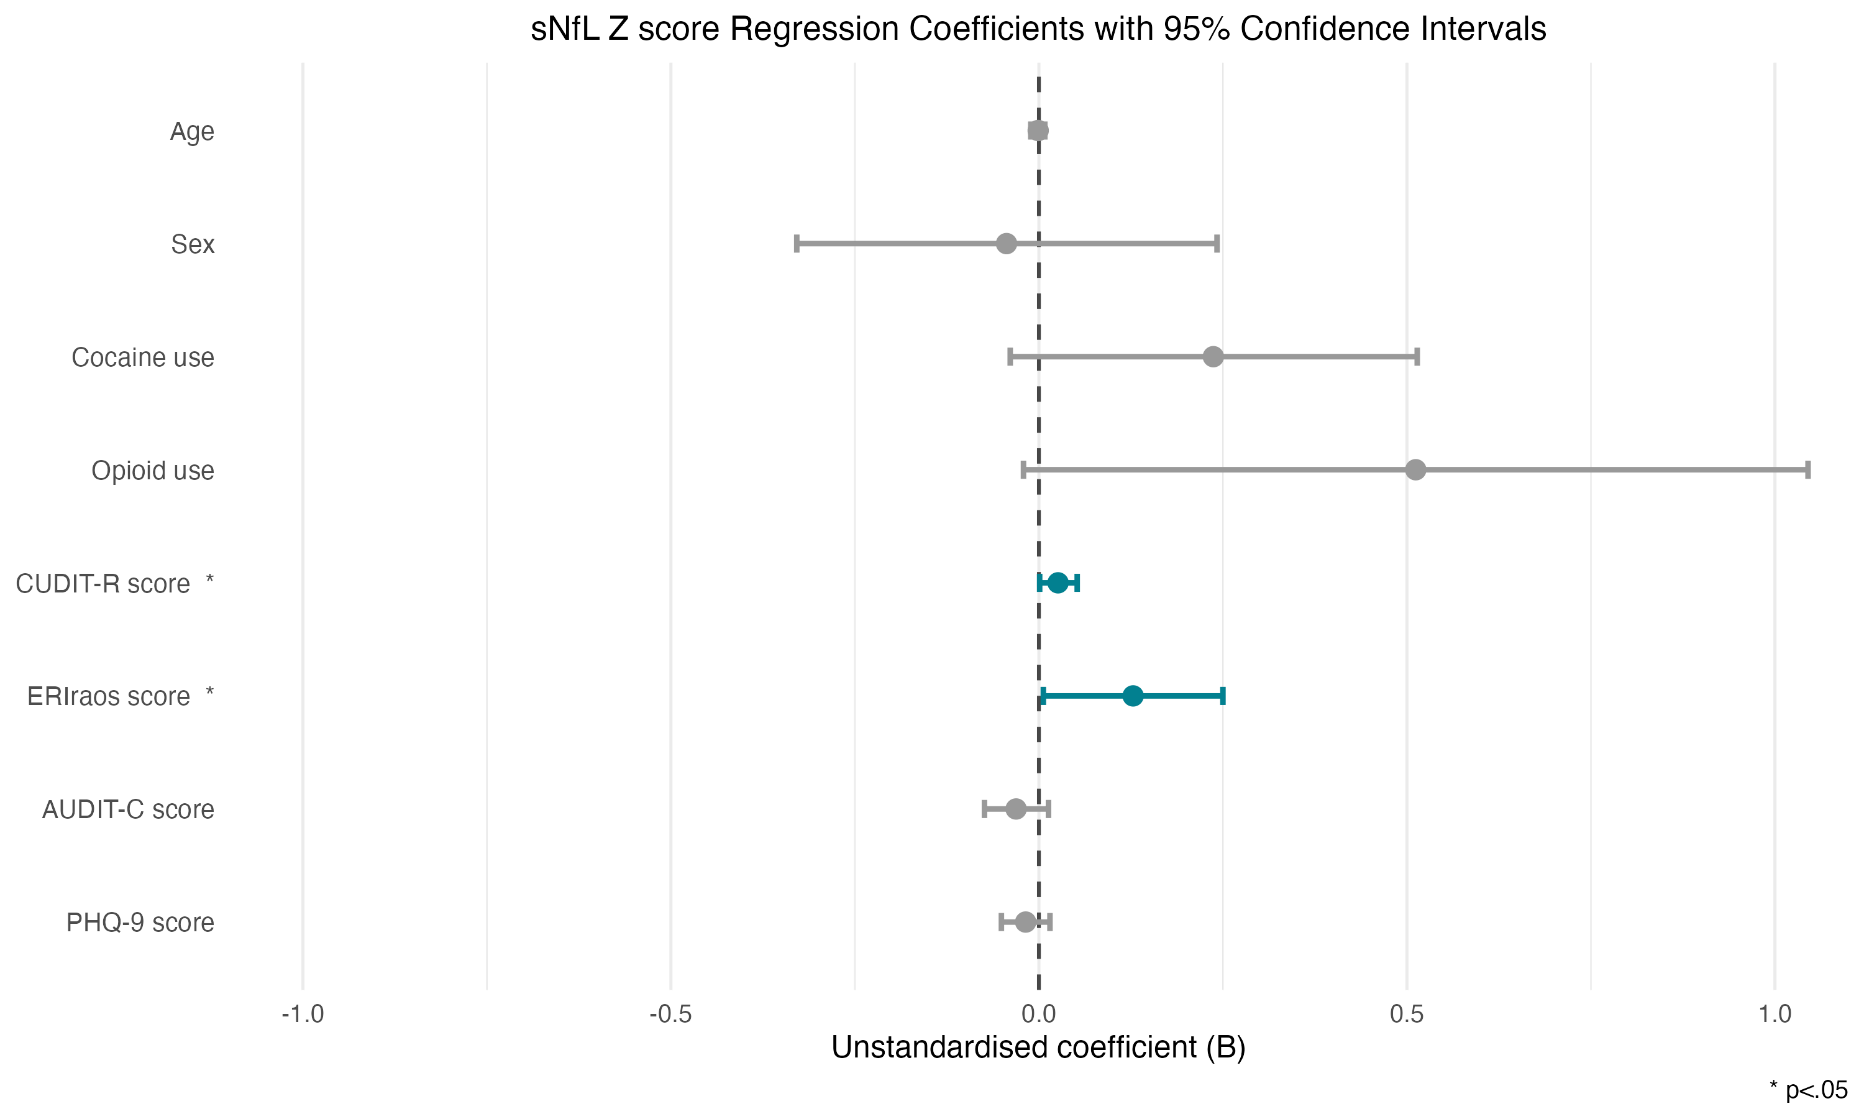 sNfL Z score Regression Coefficients with 95% Confidence Intervals
Age
Sex
Cocaine use
Opioid use
CUDIT-R score *
ERIraos score *
AUDIT-C score
PHQ-9 score
-1.0 -0.5 0.0 0.5 1.0
Unstandardised coefficient (B)
* p<.05